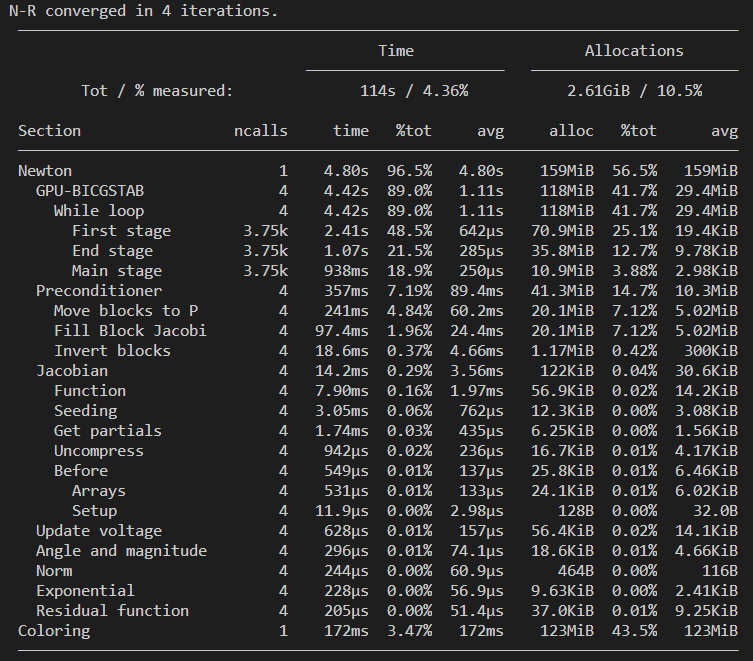 N-R converged in 4 iterations.
Time Allocations
Tot / % measured: 114s / 4.36% 2.61GiB / 10.5%
Section ncalls time %tot avg alloc %tot avg
Newton 1 4.80s 96.5% 4.80s 159MiB 56.5% 159MiB
GPU-BICGSTAB 4 4.42s 89.0% 1.11s 118MiB 41.7% 29.4MiB
While loop 4 4.42s 89.0% 1.11s 118MiB 41.7% 29.4MiB
First stage 3.75k 2.41s 48.5% 642μs 70.9MiB 25.1% 19.4KiB
End stage 3.75k 1.07s 21.5% 285μs 35.8MiB 12.7% 9.78KiB
Main stage 3.75k 938ms 18.9% 250μs 10.9MiB 3.88% 2.98KiB
Preconditioner 4 357ms 7.19% 89.4ms 41.3MiB 14.7% 10.3MiB
Move blocks to P 4 241ms 4.84% 60.2ms 20.1MiB 7.12% 5.02MiB
Fill Block Jacobi 4 97.4ms 1.96% 24.4ms 20.1MiB 7.12% 5.02MiB
Invert blocks 4 18.6ms 0.37% 4.66ms 1.17MiB 0.42% 300KiB
Jacobian 4 14.2ms 0.29% 3.56ms 122KiB 0.04% 30.6KiB
Function 4 7.90ms 0.16% 1.97ms 56.9KiB 0.02% 14.2KiB
Seeding 4 3.05ms 0.06% 762μs 12.3KiB 0.00% 3.08KiB
Get partials 4 1.74ms 0.03% 435μs 6.25KiB 0.00% 1.56KiB
Uncompress 4 942μs 0.02% 236μs 16.7KiB 0.01% 4.17KiB
Before 4 549μs 0.01% 137μs 25.8KiB 0.01% 6.46KiB
Arrays 4 531μs 0.01% 133μs 24.1KiB 0.01% 6.02KiB
Setup 4 11.9μs 0.00% 2.98μs 128B 0.00% 32.0B
Update voltage 4 628μs 0.01% 157μs 56.4KiB 0.02% 14.1KiB
Angle and magnitude 4 296μs 0.01% 74.1μs 18.6KiB 0.01% 4.66KiB
Norm 4 244μs 0.00% 60.9μs 464B 0.00% 116B
Exponential 4 228μs 0.00% 56.9μs 9.63KiB 0.00% 2.41KiB
Residual function 4 205μs 0.00% 51.4μs 37.0KiB 0.01% 9.25KiB
Coloring 1 172ms 3.47% 172ms 123MiB 43.5% 123MiB